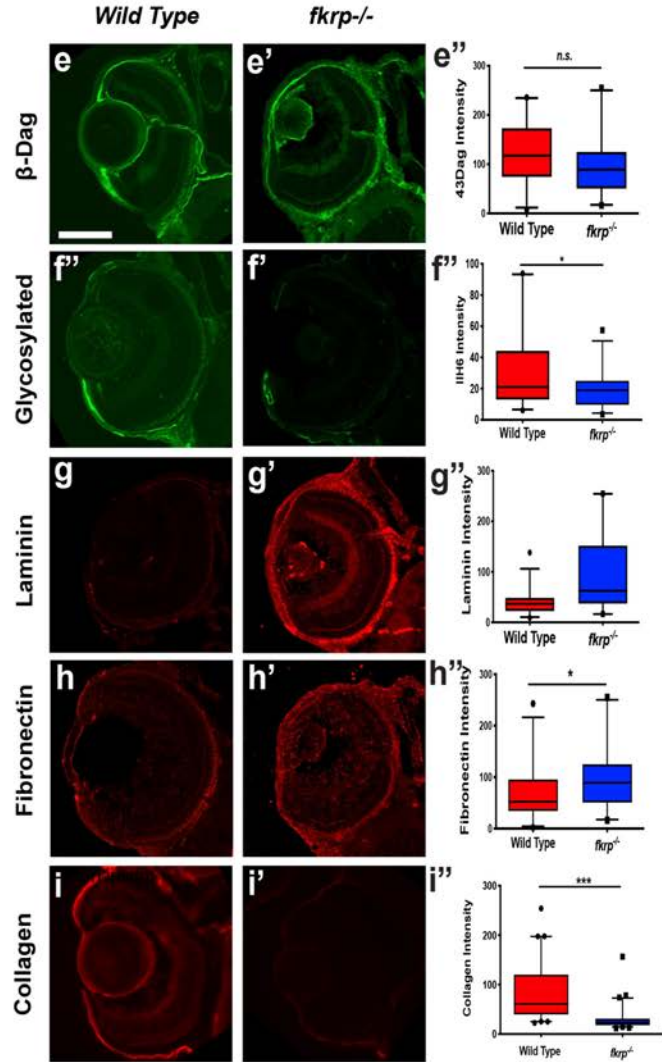 Wild Type
fkrp-/-
β-Dag
e
e’
e’’
n.s.
43Dag Intensity
300
200
100
0
Wild Type
fkrp-/-
Glycosylated
f’’
f’
f’’
*
IIH6 Intensity
100
80
60
40
20
0
Wild Type
fkrp-/-
Laminin
g
g’
g’’
Laminin Intensity
300
200
100
0
Wild Type
fkrp-/-
Fibronectin
h
h’
h’’
*
Fibronectin Intensity
300
200
100
0
Wild Type
fkrp-/-
Collagen
i
i’
i’’
***
Collagen Intensity
300
200
100
0
Wild Type
fkrp-/-